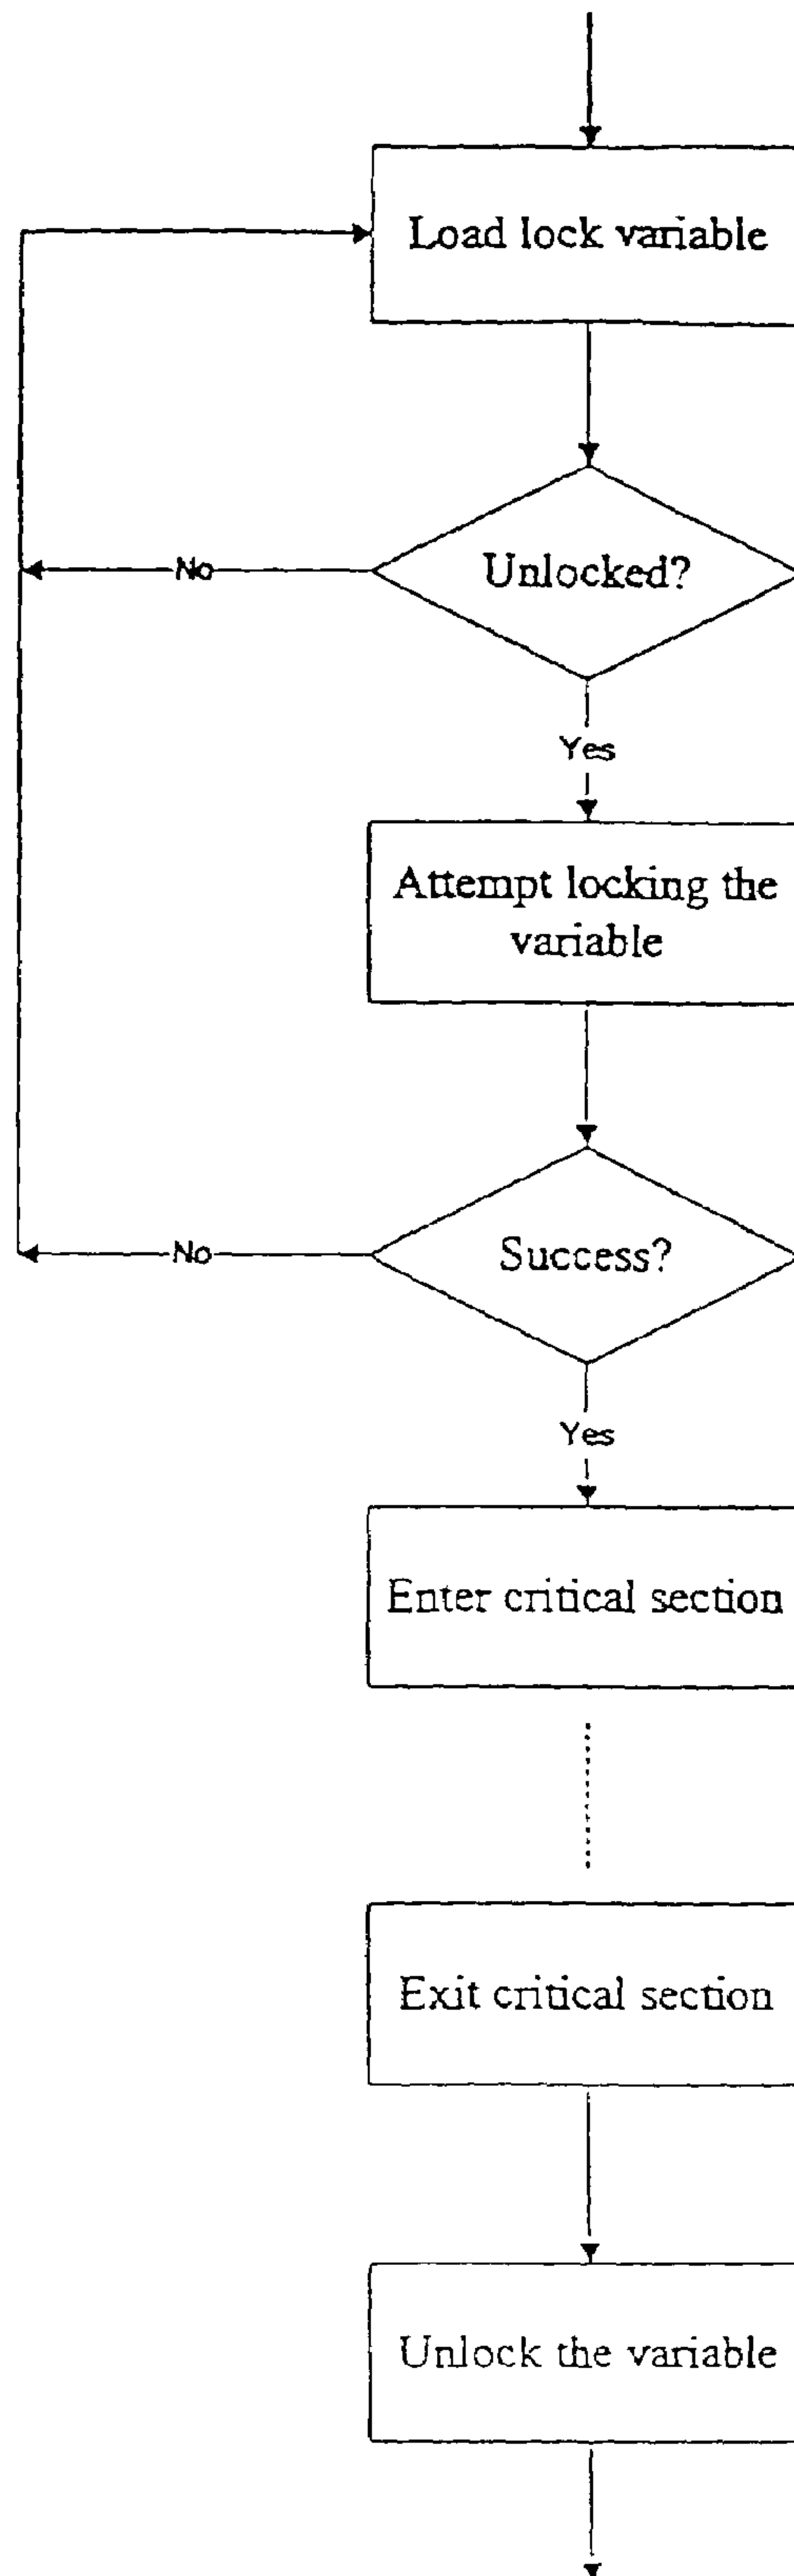 Load lock variable
No
Unlocked?
Yes
Attempt locking the
variable
No
Success?
Yes
Enter critical section
Exit critical section
Unlock the variable